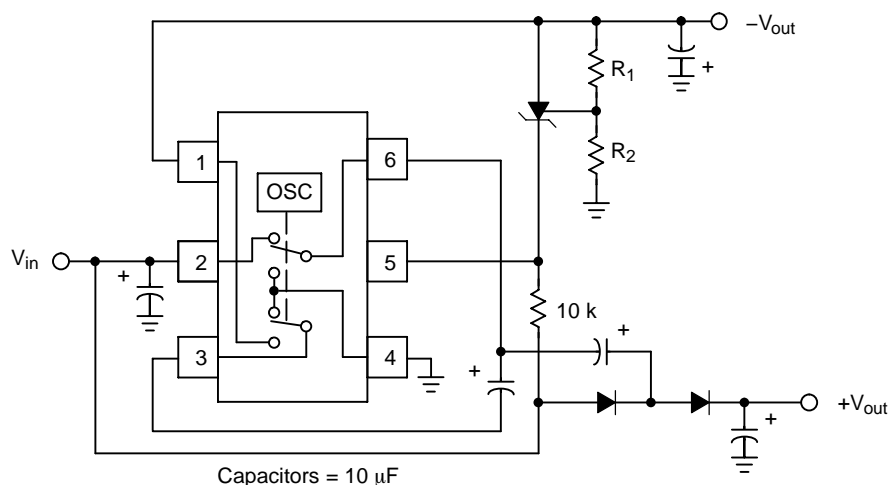 −Vout
+
R1
R2
1
6
OSC
Vin
+
2
5
3
4
10 k
+
+
+Vout
+
Capacitors = 10 μF